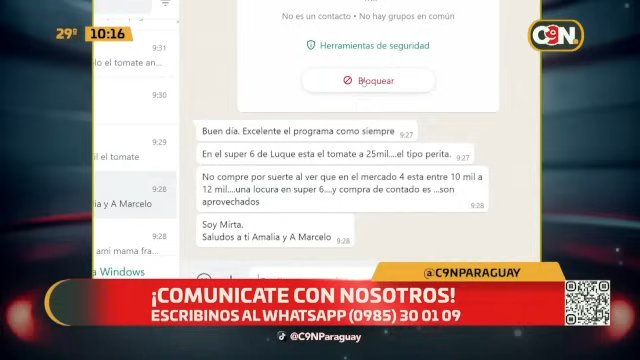 29º 10:16
C9N
No es un contacto • No hay grupos en común
Herramientas de seguridad
Bloquear
9:31
olo el tomate an...
9:30
9:29
el tomate
9:28
ia y A Marcelo
9:28
ami mama fra...
a Windows
Buen día. Excelente el programa como siempre 9:27
En el super 6 de Luque esta el tomate a 25mil....el tipo perita. 9:27
No compre por suerte al ver que en el mercado 4 esta entre 10 mil a
12 mil....una locura en super 6....y compra de contado es ...son
aprovechados 9:28
Soy Mirta.
Saludos a ti Amalia y A Marcelo 9:28
@C9NPARAGUAY
¡COMUNICATE CON NOSOTROS!
ESCRIBINOS AL WHATSAPP (0985) 30 01 09
@C9NParaguay